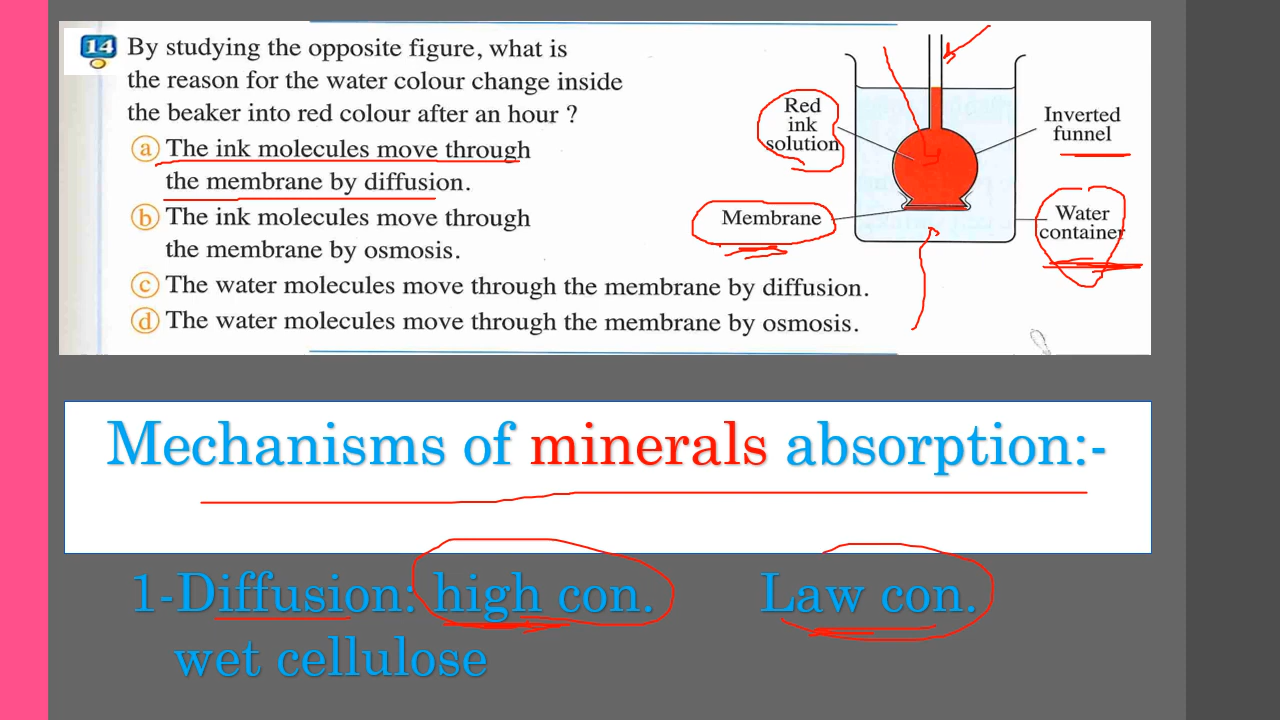 14 By studying the opposite figure, what is
the reason for the water colour change inside
the beaker into red colour after an hour ?
a The ink molecules move through
the membrane by diffusion.
b The ink molecules move through
the membrane by osmosis.
c The water molecules move through the membrane by diffusion.
d The water molecules move through the membrane by osmosis.
Red
ink
solution
Inverted
funnel
Membrane
Water
container
Mechanisms of minerals absorption:-
1-Diffusion: high con. Law con.
wet cellulose